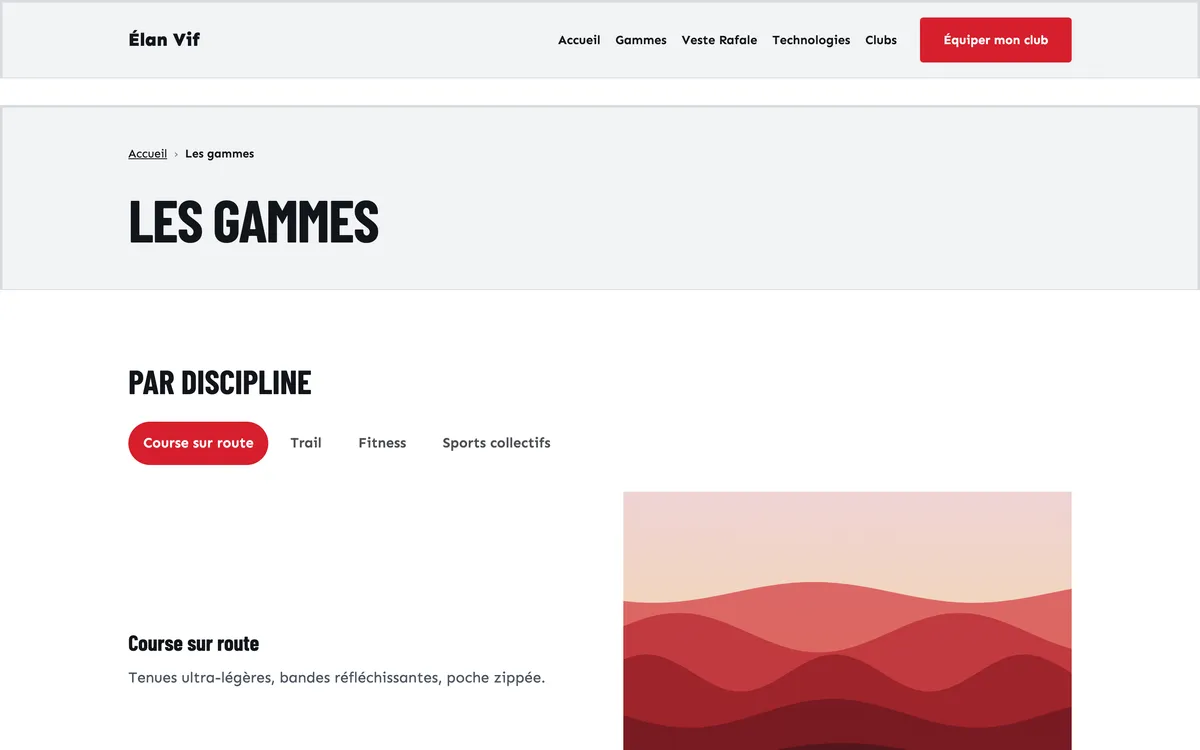 Élan Vif
Accueil Gammes Veste Rafale Technologies Clubs Équiper mon club
Accueil › Les gammes
LES GAMMES
PAR DISCIPLINE
Course sur route Trail Fitness Sports collectifs
Course sur route
Tenues ultra-légères, bandes réfléchissantes, poche zippée.